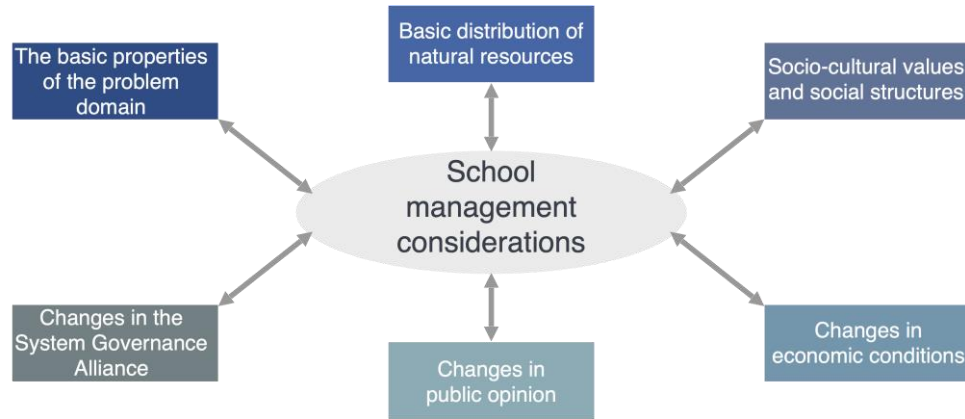 The basic properties
of the problem
domain
Basic distribution of
natural resources
Socio-cultural values
and social structures
School
management
considerations
Changes in the
System Governance
Alliance
Changes in
public opinion
Changes in
economic conditions